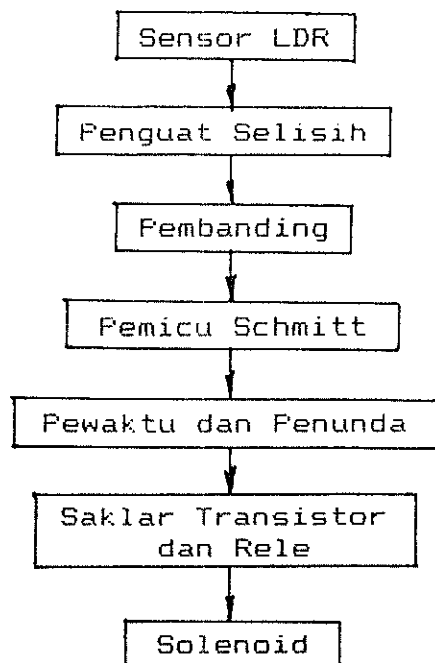 Sensor LDR
Penguat Selisih
Pembanding
Pemicu Schmitt
Pewaktu dan Penunda
Saklar Transistor
dan Rele
Solenoid